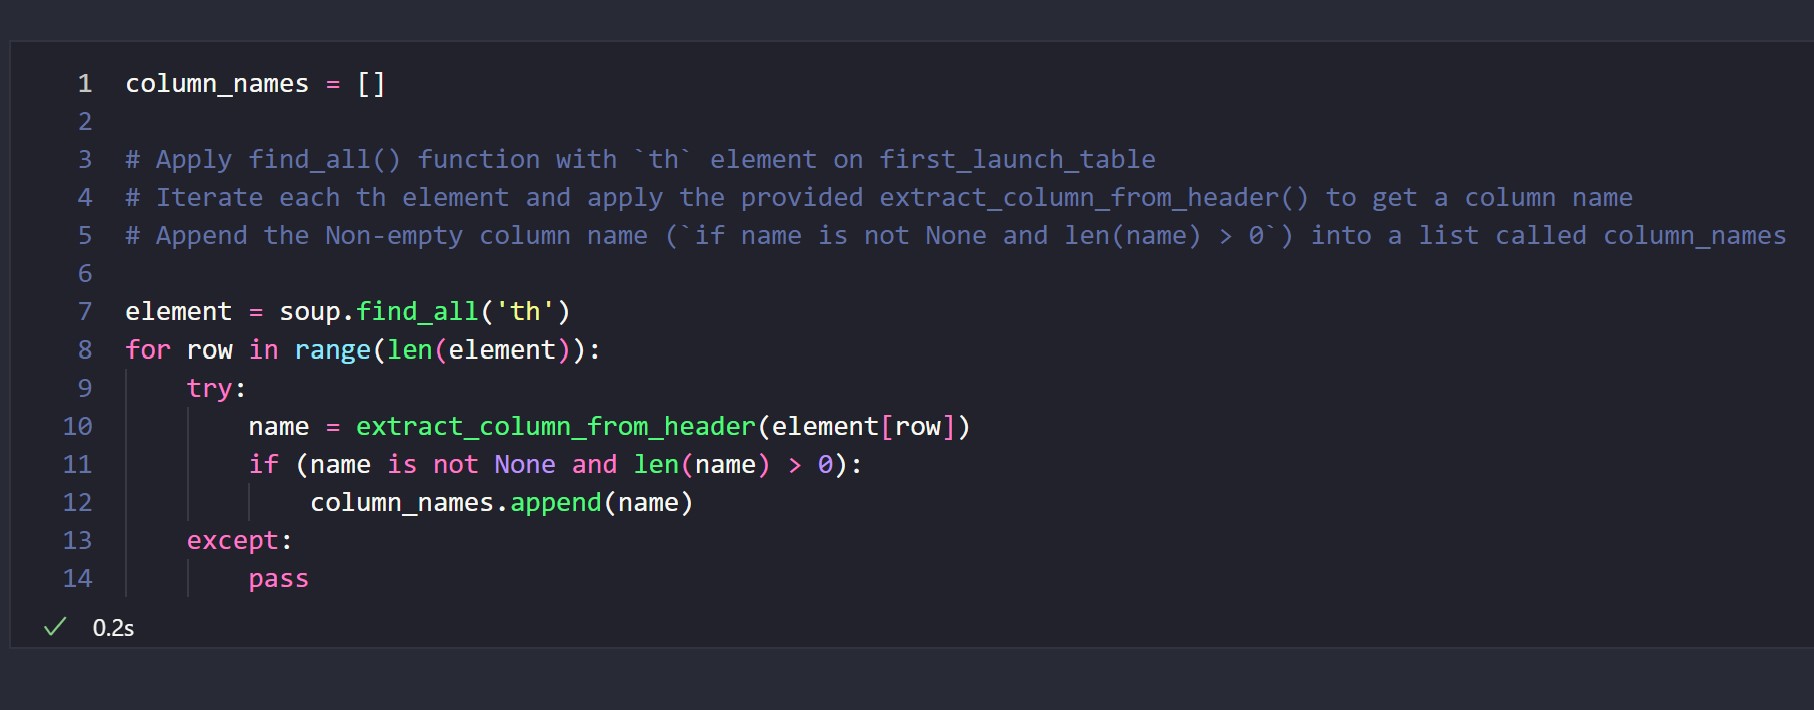 1 column_names = []
2
3 # Apply find_all() function with `th` element on first_launch_table
4 # Iterate each th element and apply the provided extract_column_from_header() to get a column name
5 # Append the Non-empty column name (`if name is not None and len(name) > 0`) into a list called column_names
6
7 element = soup.find_all('th')
8 for row in range(len(element)):
9     try:
10         name = extract_column_from_header(element[row])
11         if (name is not None and len(name) > 0):
12             column_names.append(name)
13     except:
14         pass
✓ 0.2s